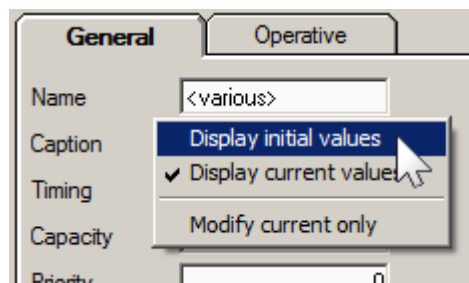 General Operative
Name <various>
Caption Display initial values
Timing Display current values
Capacity Modify current only
Priority 0